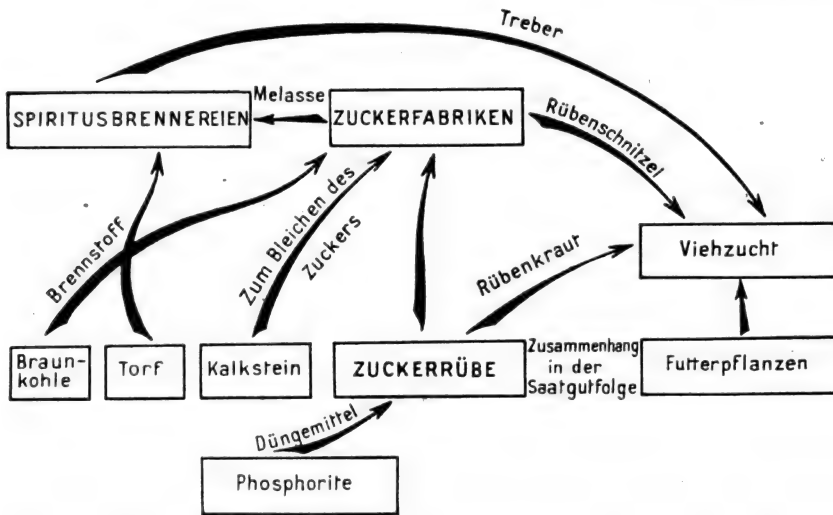 Treber
SPIRITUSBRENNEREIEN
Melasse
ZUCKERFABRIKEN
Rübenschnitzel
Brennstoff
Zum Bleichen des
Zuckers
Rübenkraut
Viehzucht
Braun-
kohle
Torf
Kalkstein
ZUCKERRÜBE
Zusammenhang
in der
Saatgutfolge
Futterpflanzen
Düngemittel
Phosphorite